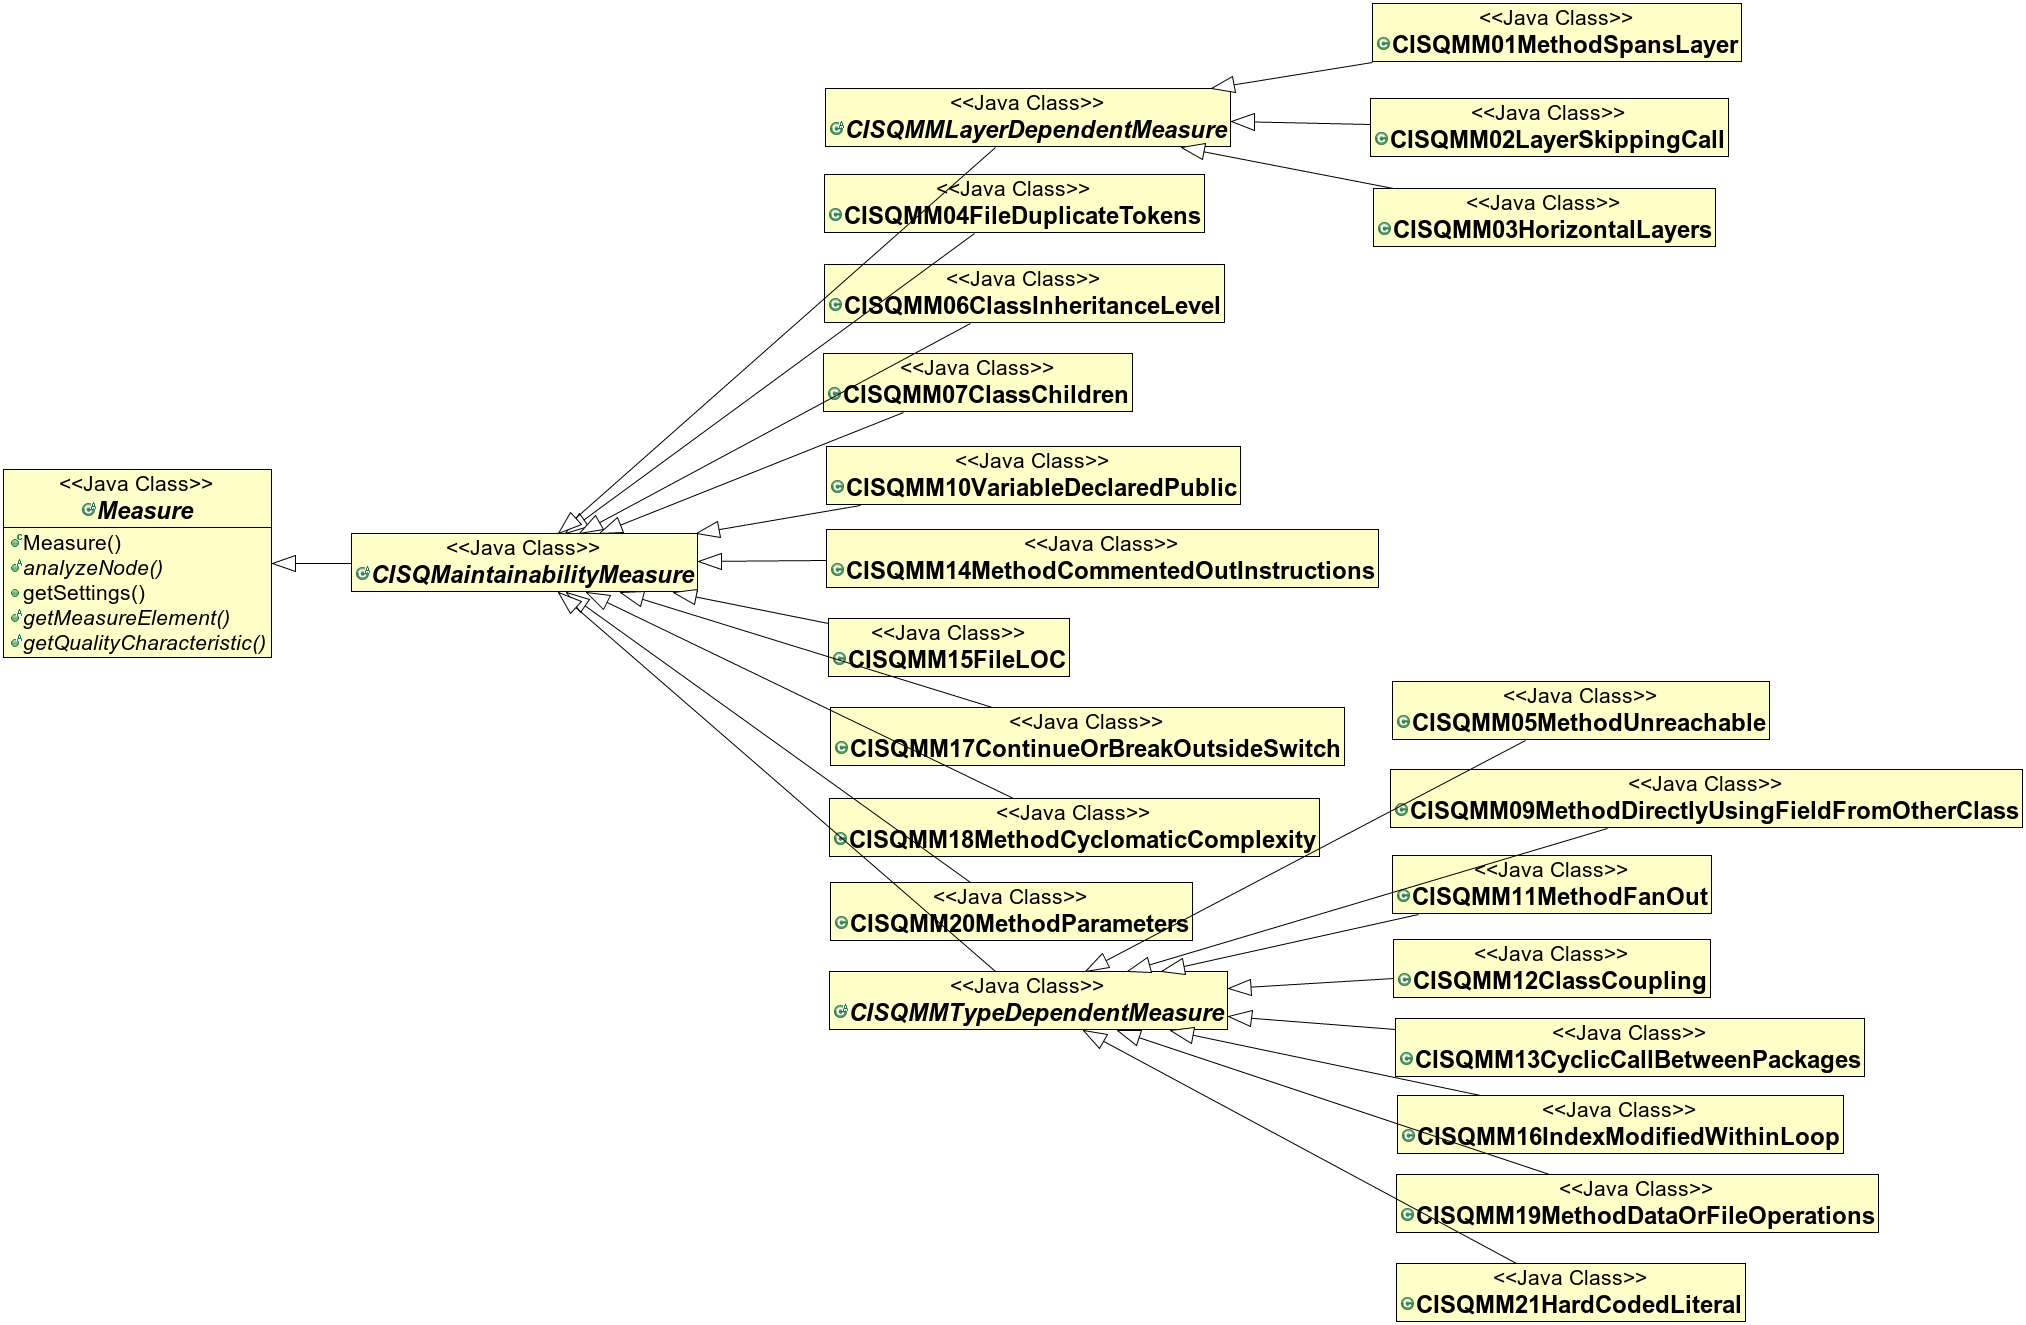 <<Java Class>>
Measure
Measure()
analyzeNode()
getSettings()
getMeasureElement()
getQualityCharacteristic()
<<Java Class>>
CISQMaintainabilityMeasure
<<Java Class>>
CISQMMLayerDependentMeasure
<<Java Class>>
CISQMM04FileDuplicateTokens
<<Java Class>>
CISQMM06ClassInheritanceLevel
<<Java Class>>
CISQMM07ClassChildren
<<Java Class>>
CISQMM10VariableDeclaredPublic
<<Java Class>>
CISQMM14MethodCommentedOutInstructions
<<Java Class>>
CISQMM15FileLOC
<<Java Class>>
CISQMM17ContinueOrBreakOutsideSwitch
<<Java Class>>
CISQMM18MethodCyclomaticComplexity
<<Java Class>>
CISQMM20MethodParameters
<<Java Class>>
CISQMMTypeDependentMeasure
<<Java Class>>
CISQMM01MethodSpansLayer
<<Java Class>>
CISQMM02LayerSkippingCall
<<Java Class>>
CISQMM03HorizontalLayers
<<Java Class>>
CISQMM05MethodUnreachable
<<Java Class>>
CISQMM09MethodDirectlyUsingFieldFromOtherClass
<<Java Class>>
CISQMM11MethodFanOut
<<Java Class>>
CISQMM12ClassCoupling
<<Java Class>>
CISQMM13CyclicCallBetweenPackages
<<Java Class>>
CISQMM16IndexModifiedWithinLoop
<<Java Class>>
CISQMM19MethodDataOrFileOperations
<<Java Class>>
CISQMM21HardCodedLiteral